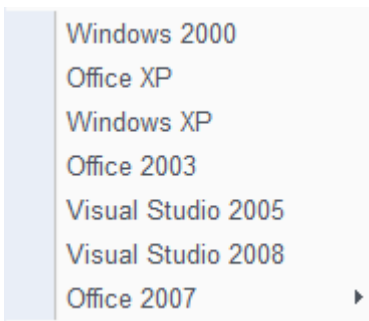 Windows 2000
Office XP
Windows XP
Office 2003
Visual Studio 2005
Visual Studio 2008
Office 2007